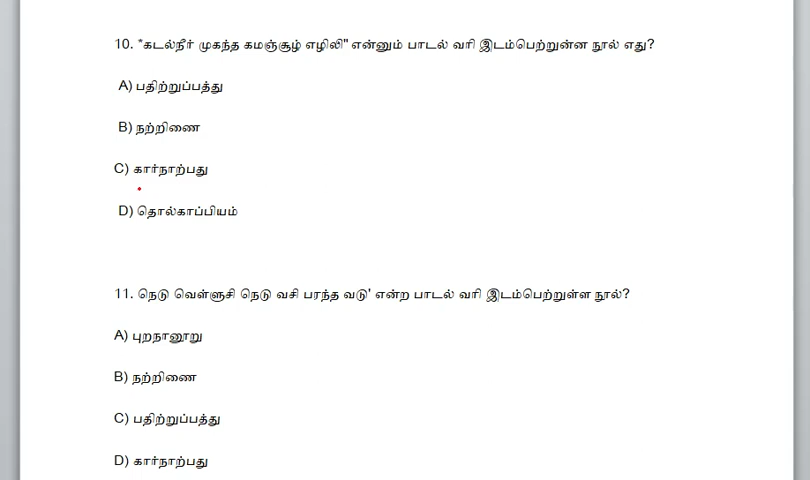 10. "கடல்நீர் முகந்த கமஞ்சூழ் எழிலி" என்னும் பாடல் வரி இடம்பெற்றுன்ன நூல் எது?
A) பதிற்றுப்பத்து
B) நற்றிணை
C) கார்நாற்பது
D) தொல்காப்பியம்
11. நெடு வெள்ளுசி நெடு வசி பரந்த வடு' என்ற பாடல் வரி இடம்பெற்றுள்ள நூல்?
A) புறநானூறு
B) நற்றிணை
C) பதிற்றுப்பத்து
D) கார்நாற்பது